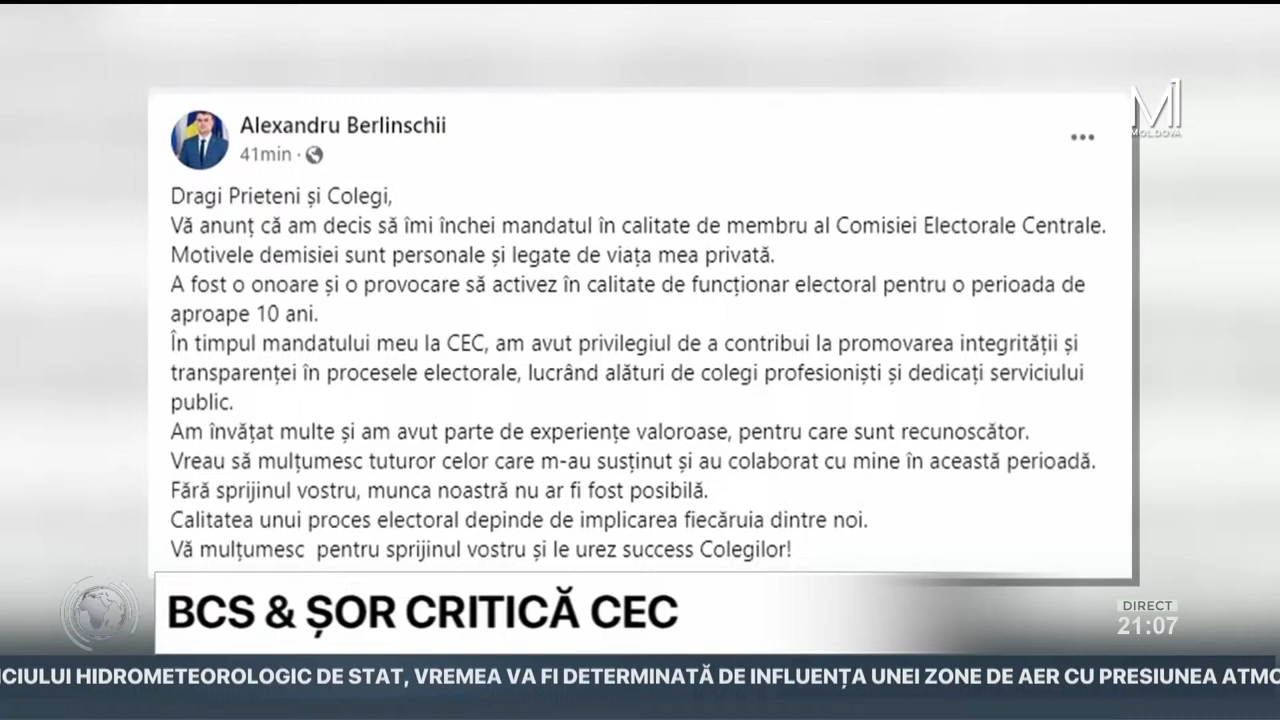 M1
MOLDOVA
Alexandru Berlinschii
41min ·
Dragi Prieteni și Colegi,
Vă anunț că am decis să îmi închei mandatul în calitate de membru al Comisiei Electorale Centrale.
Motivele demisiei sunt personale și legate de viața mea privată.
A fost o onoare și o provocare să activez în calitate de funcționar electoral pentru o perioada de
aproape 10 ani.
În timpul mandatului meu la CEC, am avut privilegiul de a contribui la promovarea integrității și
transparenței în procesele electorale, lucrând alături de colegi profesioniști și dedicați serviciului
public.
Am învățat multe și am avut parte de experiențe valoroase, pentru care sunt recunoscător.
Vreau să mulțumesc tuturor celor care m-au susținut și au colaborat cu mine în această perioadă.
Fără sprijinul vostru, munca noastră nu ar fi fost posibilă.
Calitatea unui proces electoral depinde de implicarea fiecăruia dintre noi.
Vă mulțumesc  pentru sprijinul vostru și le urez success Colegilor!
BCS & ȘOR CRITICĂ CEC
DIRECT
21:07
ICIULUI HIDROMETEOROLOGIC DE STAT, VREMEA VA FI DETERMINATĂ DE INFLUENȚA UNEI ZONE DE AER CU PRESIUNEA ATMO